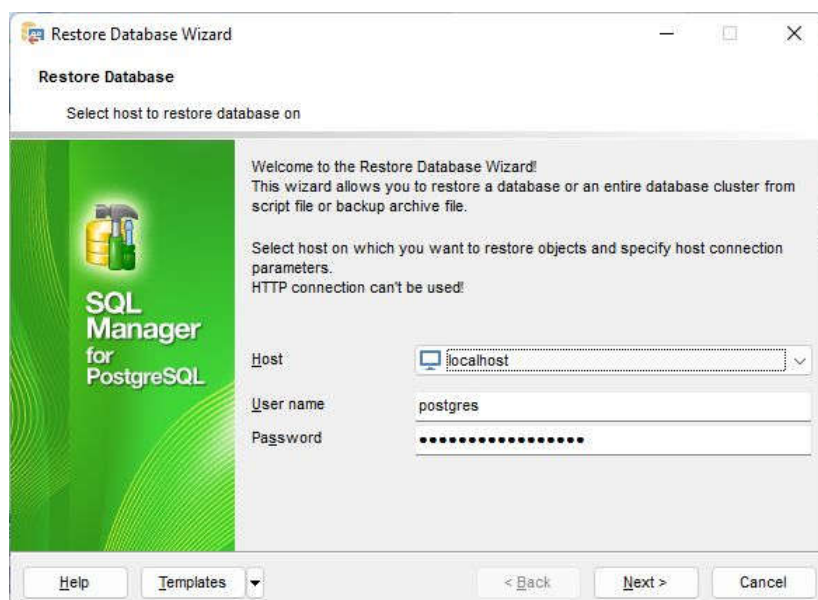 Restore Database Wizard
Restore Database
Select host to restore database on
Welcome to the Restore Database Wizard!
This wizard allows you to restore a database or an entire database cluster from
script file or backup archive file.
Select host on which you want to restore objects and specify host connection
parameters.
HTTP connection can't be used!
SQL
Manager
for
PostgreSQL
Host
localhost
User name
postgres
Password
•••••••••••••••••
Help
Templates
< Back
Next >
Cancel